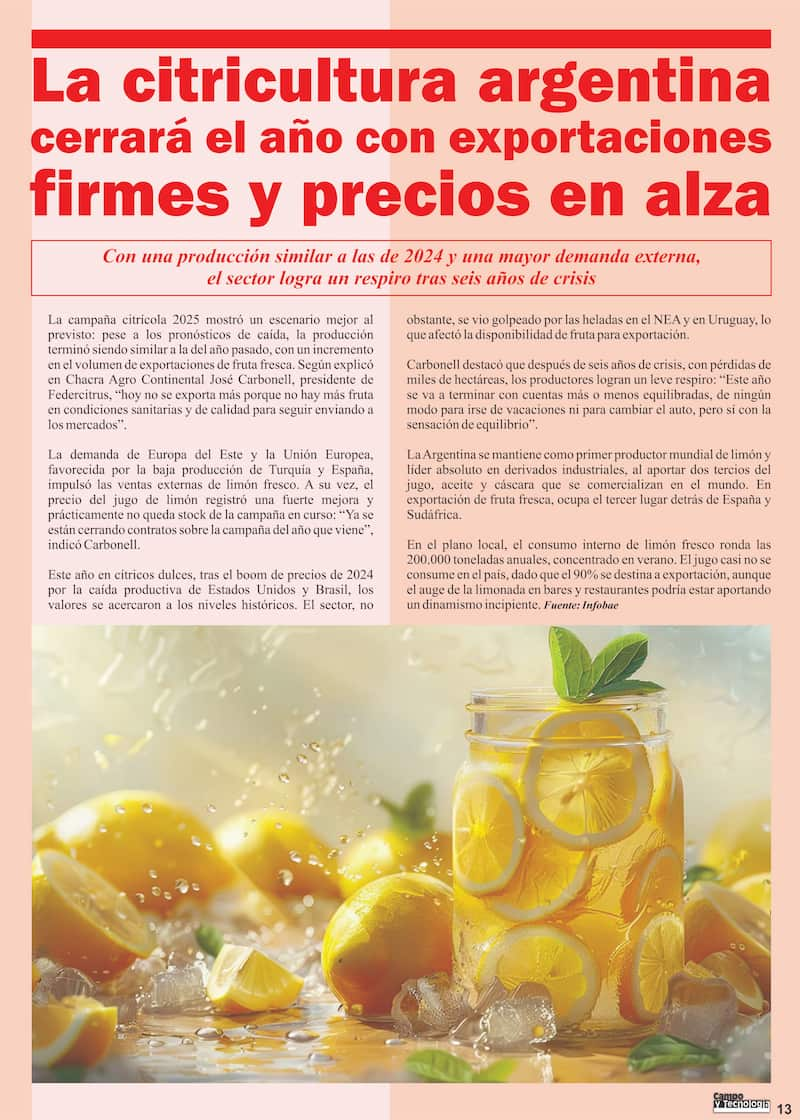 La citricultura argentina
cerrará el año con exportaciones
firmes y precios en alza
Con una producción similar a las de 2024 y una mayor demanda externa,
el sector logra un respiro tras seis años de crisis
La campaña citrícola 2025 mostró un escenario mejor al
previsto: pese a los pronósticos de caída, la producción
terminó siendo similar a la del año pasado, con un incremento
en el volumen de exportaciones de fruta fresca. Según explicó
en Chacra Agro Continental José Carbonell, presidente de
Federcitrus, “hoy no se exporta más porque no hay más fruta
en condiciones sanitarias y de calidad para seguir enviando a
los mercados”.
La demanda de Europa del Este y la Unión Europea,
favorecida por la baja producción de Turquía y España,
impulsó las ventas externas de limón fresco. A su vez, el
precio del jugo de limón registró una fuerte mejora y
prácticamente no queda stock de la campaña en curso: “Ya se
están cerrando contratos sobre la campaña del año que viene”,
indicó Carbonell.
Este año en cítricos dulces, tras el boom de precios de 2024
por la caída productiva de Estados Unidos y Brasil, los
valores se acercaron a los niveles históricos. El sector, no
obstante, se vio golpeado por las heladas en el NEA y en Uruguay, lo
que afectó la disponibilidad de fruta para exportación.
Carbonell destacó que después de seis años de crisis, con pérdidas de
miles de hectáreas, los productores logran un leve respiro: “Este año
se va a terminar con cuentas más o menos equilibradas, de ningún
modo para irse de vacaciones ni para cambiar el auto, pero sí con la
sensación de equilibrio”.
La Argentina se mantiene como primer productor mundial de limón y
líder absoluto en derivados industriales, al aportar dos tercios del
jugo, aceite y cáscara que se comercializan en el mundo. En
exportación de fruta fresca, ocupa el tercer lugar detrás de España y
Sudáfrica.
En el plano local, el consumo interno de limón fresco ronda las
200.000 toneladas anuales, concentrado en verano. El jugo casi no se
consume en el país, dado que el 90% se destina a exportación, aunque
el auge de la limonada en bares y restaurantes podría estar aportando
un dinamismo incipiente. Fuente: Infobae
Campo
y Tecnología
13